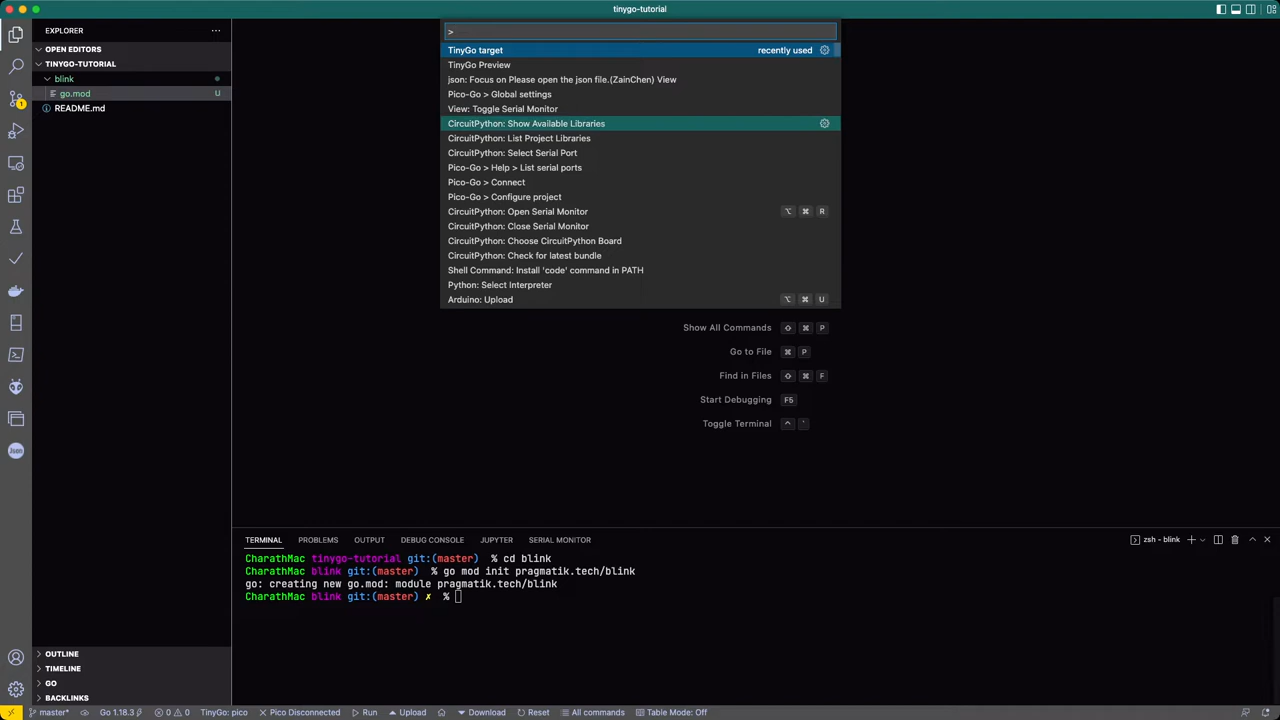 tinygo-tutorial
EXPLORER
OPEN EDITORS
TINYGO-TUTORIAL
blink
go.mod U
README.md
>
TinyGo target recently used
TinyGo Preview
json: Focus on Please open the json file.(ZainChen) View
Pico-Go > Global settings
View: Toggle Serial Monitor
CircuitPython: Show Available Libraries
CircuitPython: List Project Libraries
CircuitPython: Select Serial Port
Pico-Go > Help > List serial ports
Pico-Go > Connect
Pico-Go > Configure project
CircuitPython: Open Serial Monitor ⌥ ⌘ R
CircuitPython: Close Serial Monitor
CircuitPython: Choose CircuitPython Board
CircuitPython: Check for latest bundle
Shell Command: Install 'code' command in PATH
Python: Select Interpreter
Arduino: Upload ⌥ ⌘ U
Show All Commands ⇧ ⌘ P
Go to File ⌘ P
Find in Files ⇧ ⌘ F
Start Debugging F5
Toggle Terminal ^ `
TERMINAL PROBLEMS OUTPUT DEBUG CONSOLE JUPYTER SERIAL MONITOR zsh - blink
CharathMac tinygo-tutorial git:(master) % cd blink
CharathMac blink git:(master) % go mod init pragmatik.tech/blink
go: creating new go.mod: module pragmatik.tech/blink
CharathMac blink git:(master) ✗ %
Json
OUTLINE
TIMELINE
GO
BACKLINKS
master* 0 0 Go 1.18.3 TinyGo: pico Pico Disconnected Run Upload Download Reset All commands Table Mode: Off